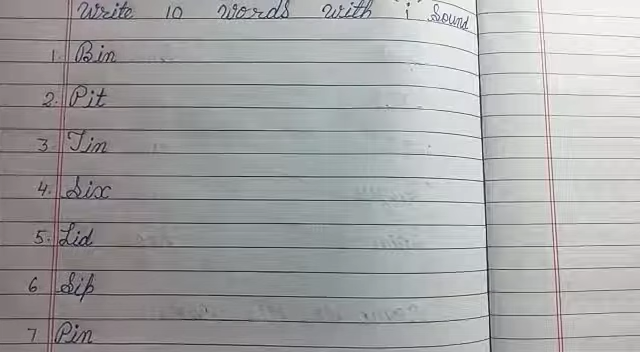 Write 10 words with i Sound
1. Bin
2. Pit
3. Tin
4. Six
5. Lid
6 Sip
7 Pin